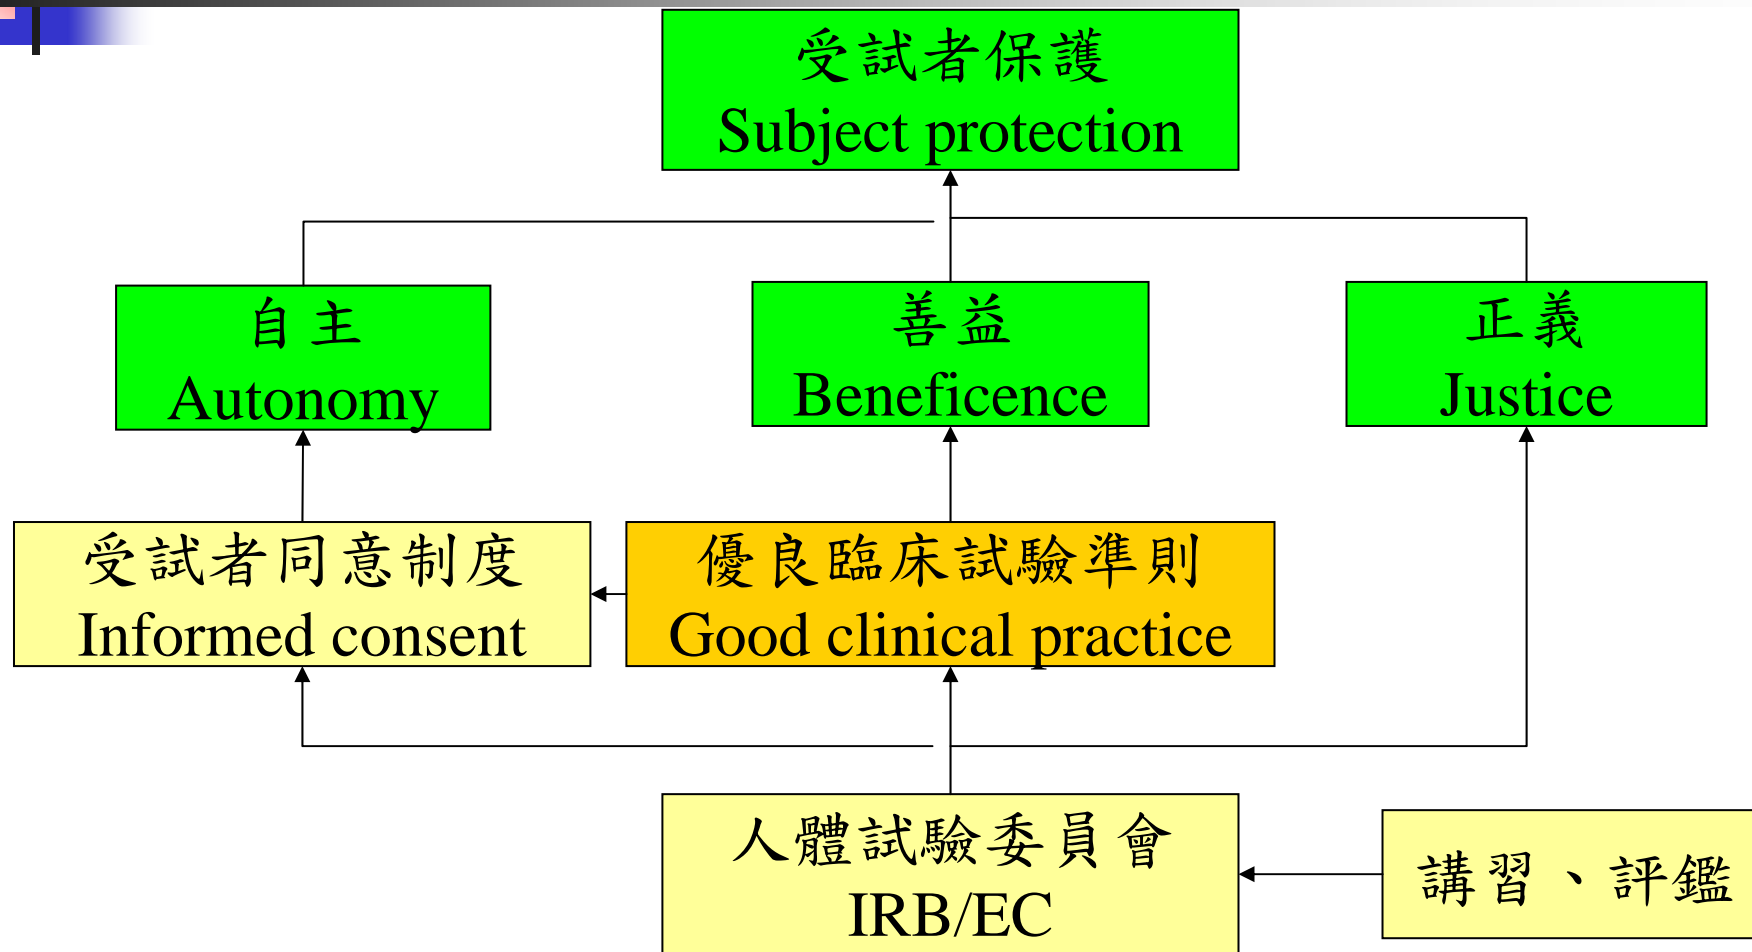 受試者保護
Subject protection
自主
Autonomy
善益
Beneficence
正義
Justice
受試者同意制度
Informed consent
優良臨床試驗準則
Good clinical practice
人體試驗委員會
IRB/EC
講習、評鑑